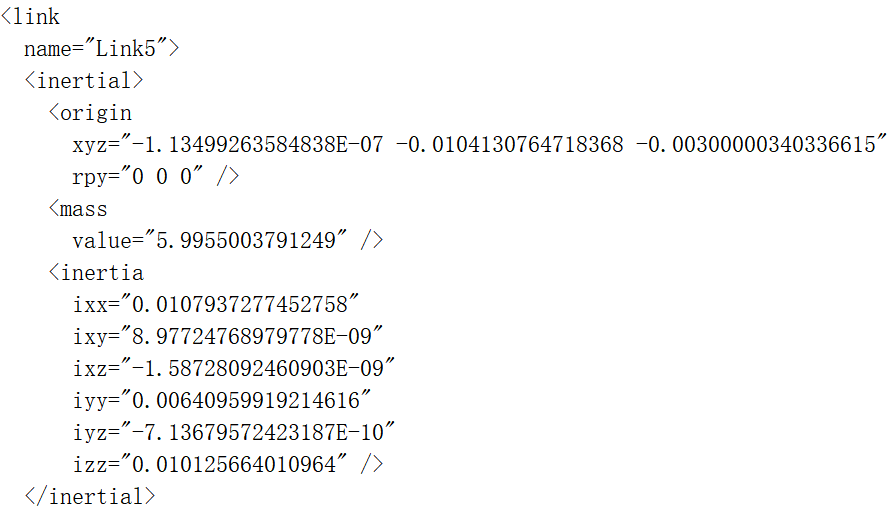 <link
name="Link5">
<inertial>
<origin
xyz="-1.13499263584838E-07 -0.0104130764718368 -0.00300000340336615"
rpy="0 0 0" />
<mass
value="5.9955003791249" />
<inertia
ixx="0.0107937277452758"
ixy="8.97724768979778E-09"
ixz="-1.58728092460903E-09"
iyy="0.00640959919214616"
iyz="-7.13679572423187E-10"
izz="0.010125664010964" />
</inertial>